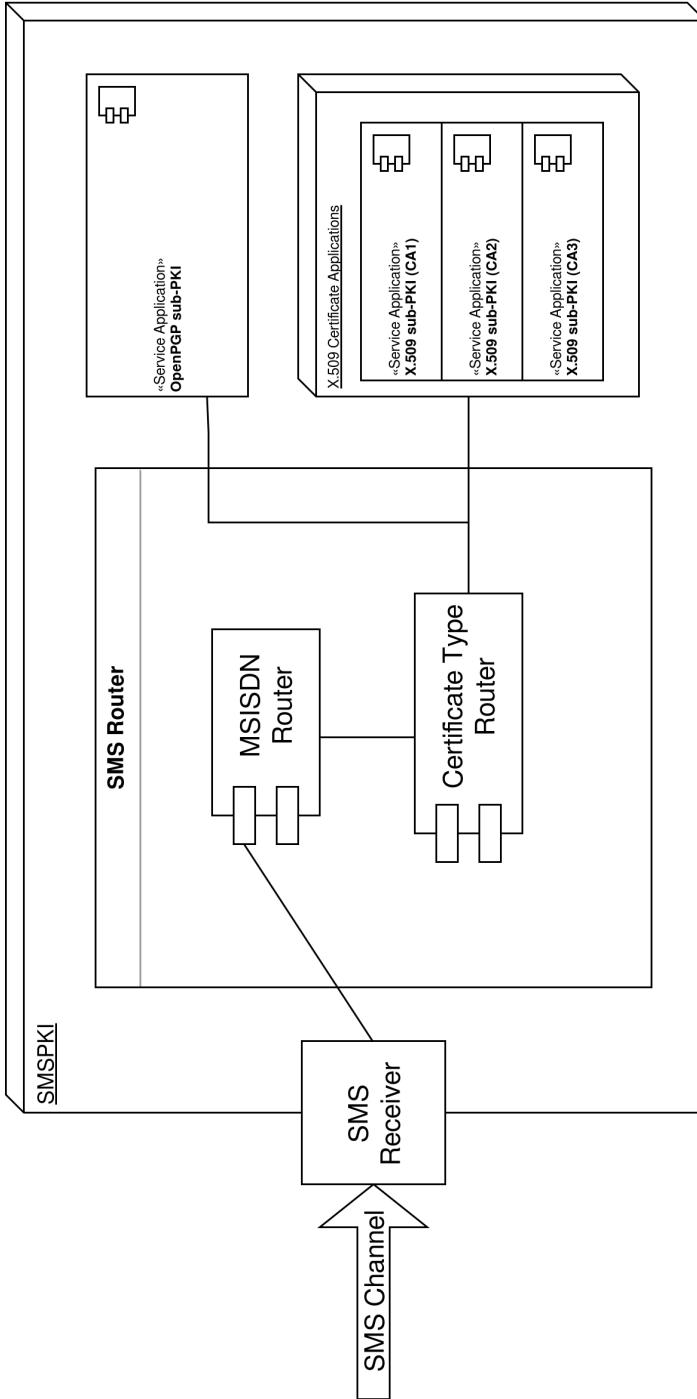 SMSPKI
SMS Channel
SMS
Receiver
SMS Router
MSISDN
Router
Certificate Type
Router
«Service Application»
OpenPGP sub-PKI
X.509 Certificate Applications
«Service Application»
X.509 sub-PKI (CA1)
«Service Application»
X.509 sub-PKI (CA2)
«Service Application»
X.509 sub-PKI (CA3)